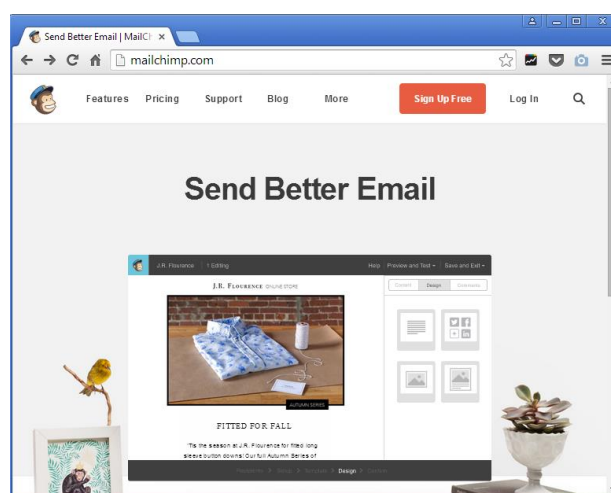 Send Better Email | MailCh
mailchimp.com
Features Pricing Support Blog More Sign Up Free Log In
Send Better Email
J.R. Flourence 1 Editing Help Preview and Test Save and Exit
J.R. FLOURENCE ONLINE STORE
Design Comments
AUTUMN SERIES
FITTED FOR FALL
'Tis the season at J.R. Flourence for fitted long
sleeve button downs! Our full Autumn Series of
Template Design